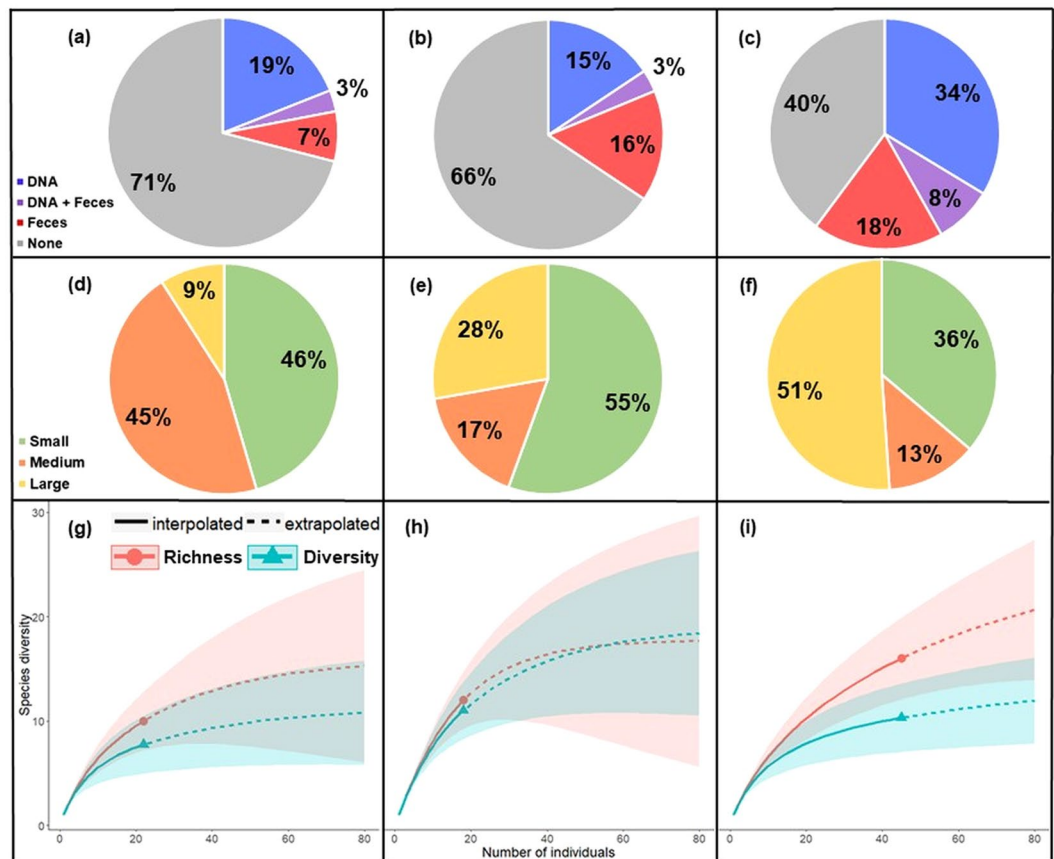 (a)
19%
3%
7%
71%
DNA
DNA + Feces
Feces
None
(b)
15%
3%
16%
66%
(c)
34%
8%
18%
40%
(d)
9%
46%
45%
Small
Medium
Large
(e)
28%
55%
17%
(f)
36%
51%
13%
(g)
interpolated extrapolated
Richness Diversity
(h)
(i)
Species diversity
30
20
10
0
0 20 40 60 80
0 20 40 60 80
0 20 40 60 80
Number of individuals